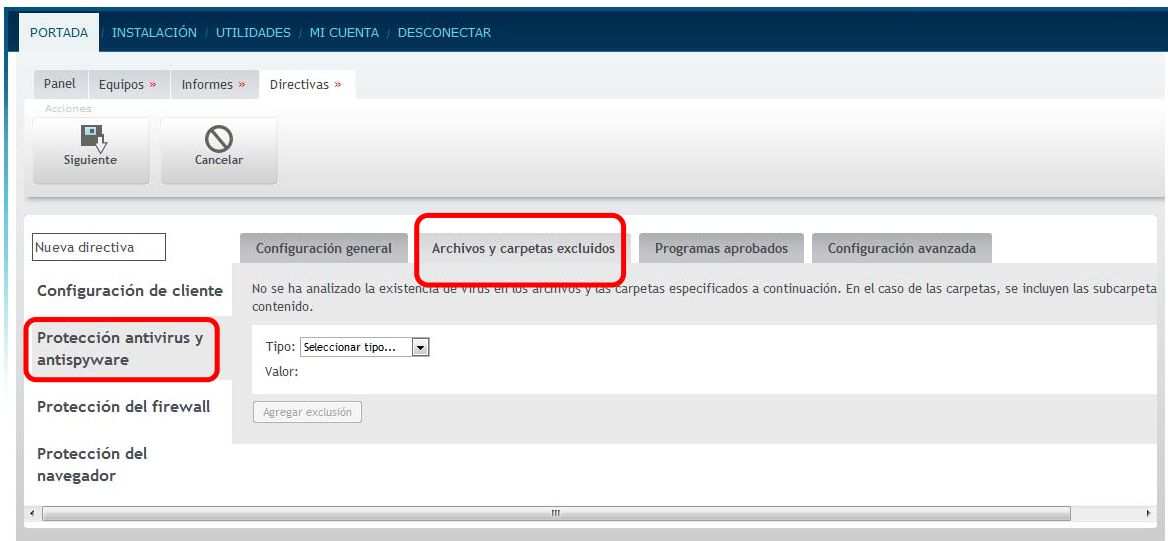 PORTADA / INSTALACIÓN / UTILIDADES / MI CUENTA / DESCONECTAR
Panel Equipos » Informes » Directivas »
Acciones
Siguiente Cancelar
Nueva directiva
Configuración general Archivos y carpetas excluidos Programas aprobados Configuración avanzada
Configuración de cliente
No se ha analizado la existencia de virus en los archivos y las carpetas especificados a continuación. En el caso de las carpetas, se incluyen las subcarpeta
contenido.
Protección antivirus y
antispyware
Tipo: Seleccionar tipo...
Valor:
Agregar exclusión
Protección del firewall
Protección del
navegador